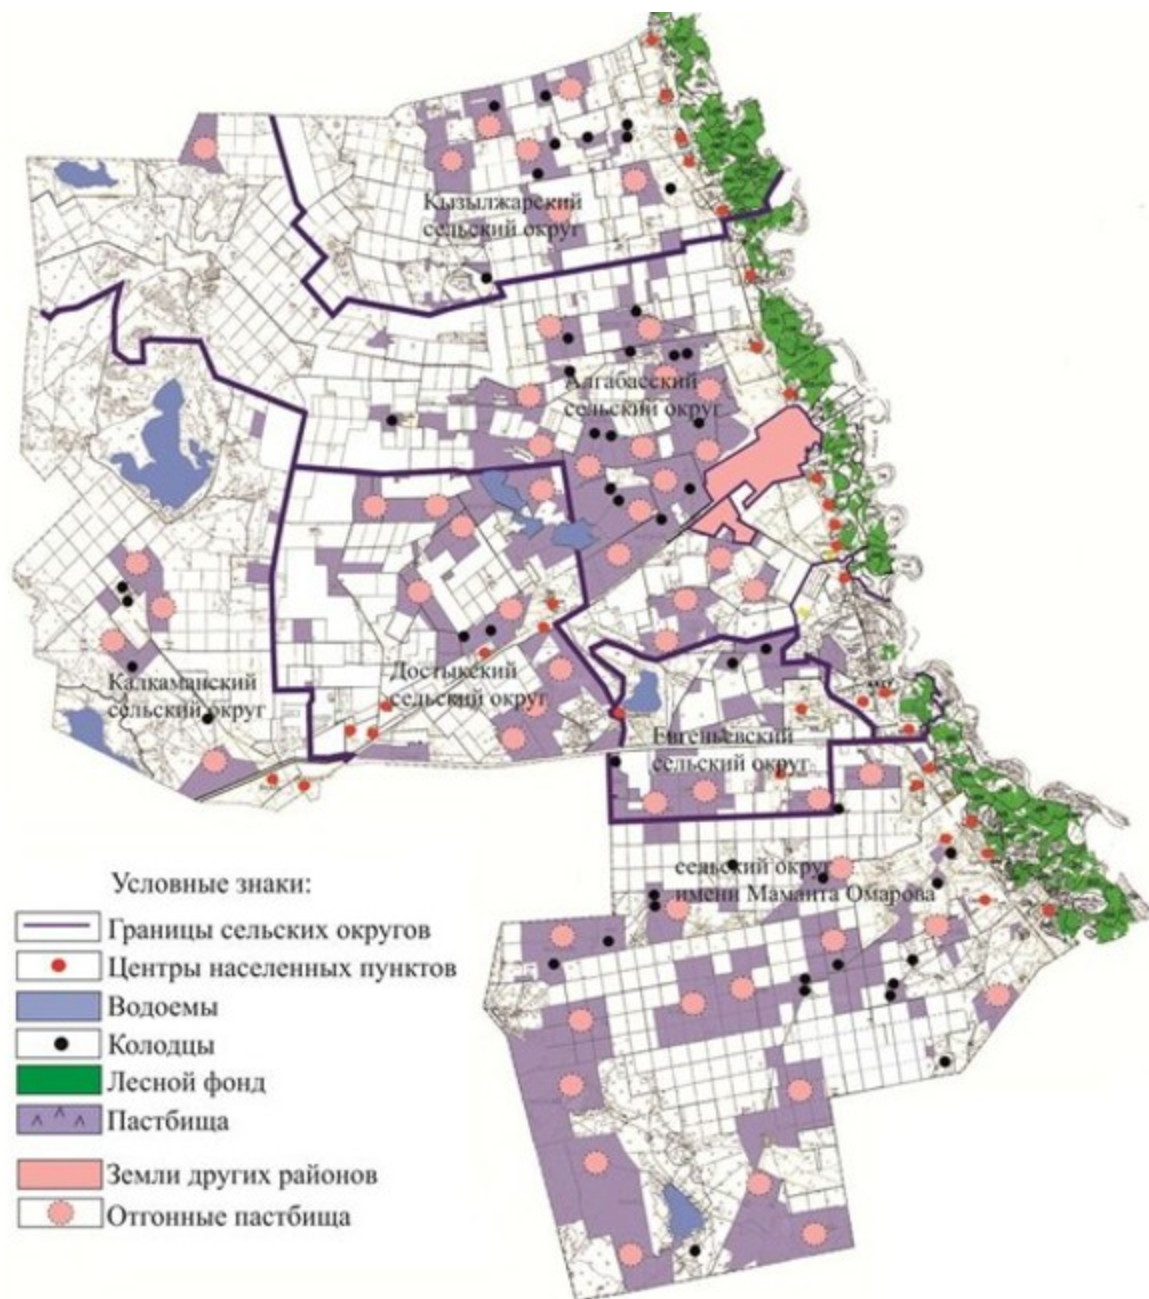 Кызылжарский
сельский округ
Алгабасский
сельский округ
Достыкский
сельский округ
Калкаманский
сельский округ
Евгеньевский
сельский округ
сельский округ
имени Мамаита Омарова
Условные знаки:
Границы сельских округов
Центры населенных пунктов
Водоемы
Колодцы
Лесной фонд
Пастбища
Земли других районов
Отгонные пастбища